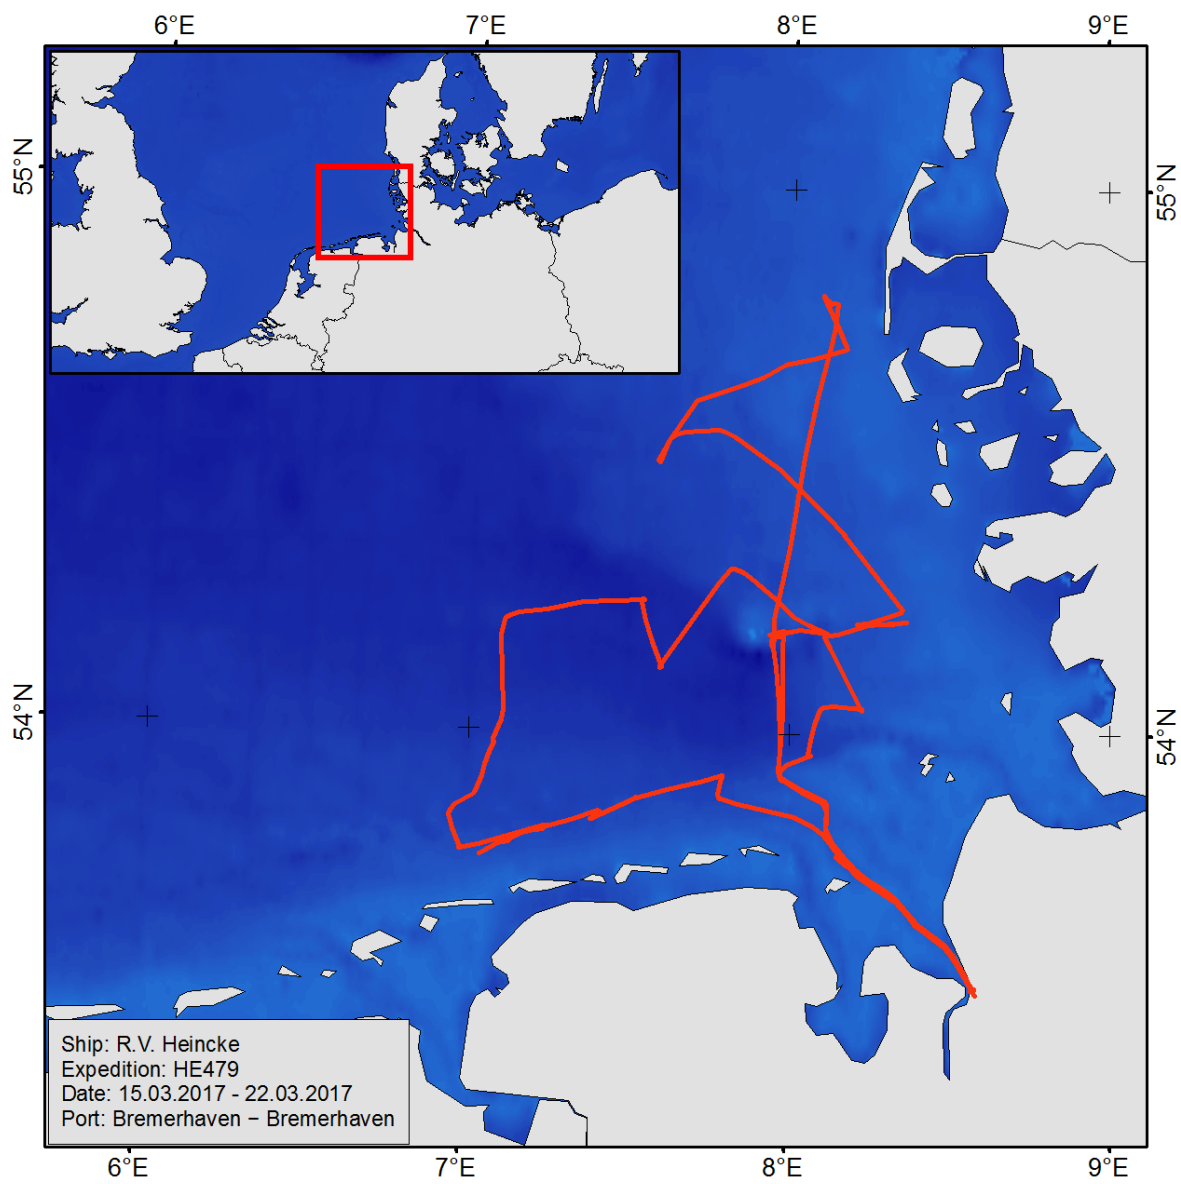 6°E 7°E 8°E 9°E
55°N 55°N
54°N 54°N
Ship: R.V. Heincke
Expedition: HE479
Date: 15.03.2017 - 22.03.2017
Port: Bremerhaven − Bremerhaven
6°E 7°E 8°E 9°E